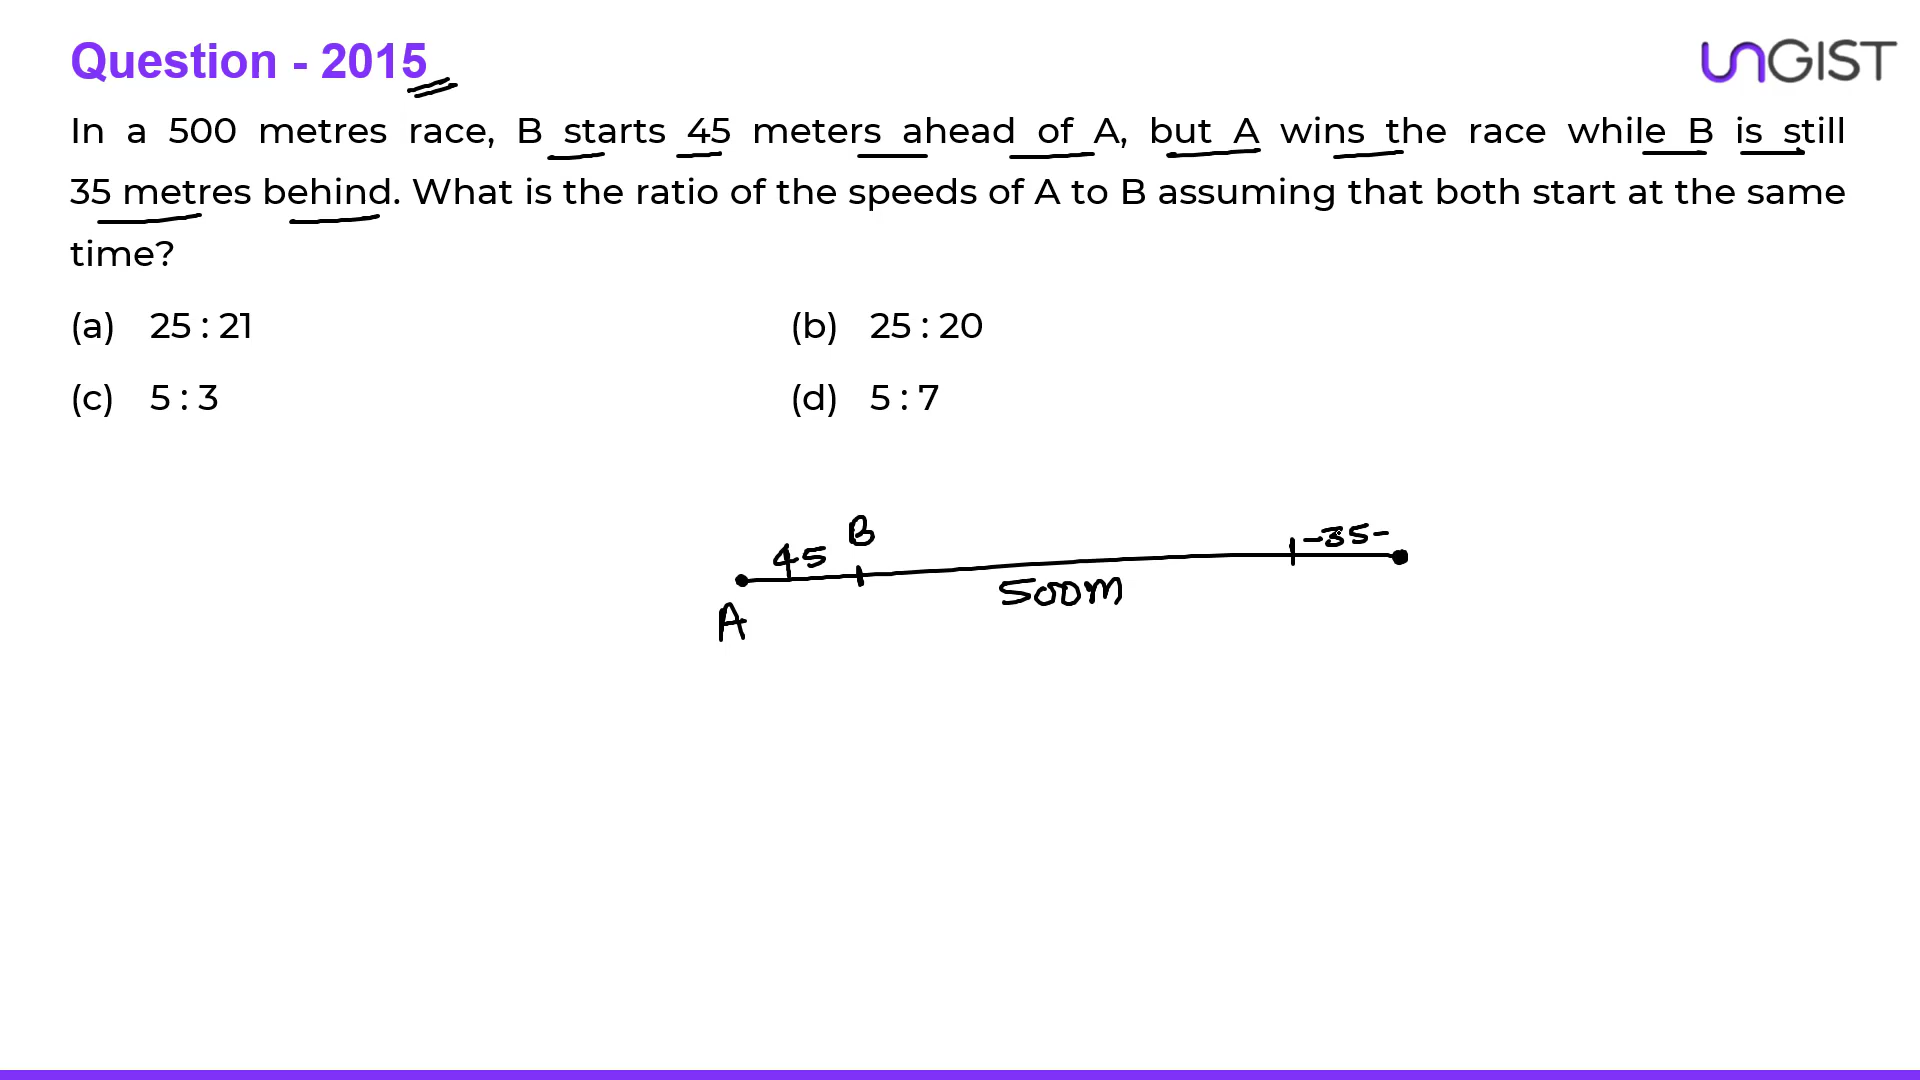 Question - 2015
UNGIST
In a 500 metres race, B starts 45 meters ahead of A, but A wins the race while B is still
35 metres behind. What is the ratio of the speeds of A to B assuming that both start at the same
time?
(a) 25 : 21
(b) 25 : 20
(c) 5 : 3
(d) 5 : 7
45 B -35-
500m
A